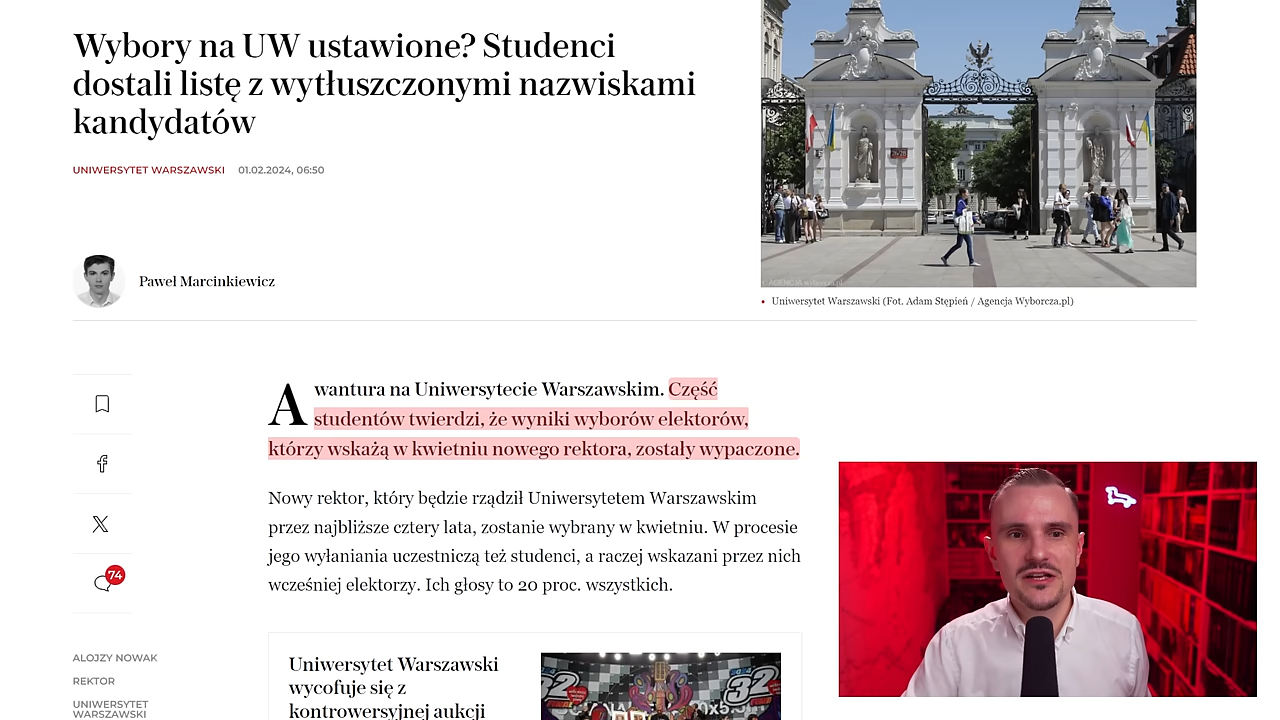 Wybory na UW ustawione? Studenci
dostali listę z wytłuszczonymi nazwiskami
kandydatów
UNIWERSYTET WARSZAWSKI 01.02.2024, 06:50
Paweł Marcinkiewicz
• Uniwersytet Warszawski (Fot. Adam Stępień / Agencja Wyborcza.pl)
Awantura na Uniwersytecie Warszawskim. Część
studentów twierdzi, że wyniki wyborów elektorów,
którzy wskażą w kwietniu nowego rektora, zostały wypaczone.
Nowy rektor, który będzie rządził Uniwersytetem Warszawskim
przez najbliższe cztery lata, zostanie wybrany w kwietniu. W procesie
jego wyłaniania uczestniczą też studenci, a raczej wskazani przez nich
wcześniej elektorzy. Ich głosy to 20 proc. wszystkich.
74
ALOJZY NOWAK
REKTOR
UNIWERSYTET
WARSZAWSKI
Uniwersytet Warszawski
wycofuje się z
kontrowersyjnej aukcji
32